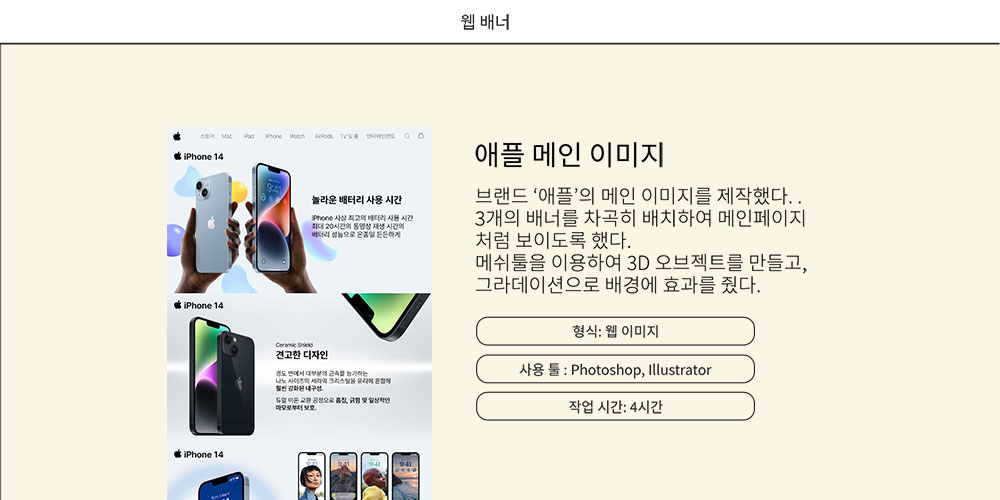 웹 배너
스토어 Mac iPad iPhone Watch AirPods TV 및 홈 엔터테인먼트
iPhone 14
놀라운 배터리 사용 시간
iPhone 사상 최고의 배터리 사용 시간
최대 20시간의 동영상 재생 시간의
배터리 성능으로 온종일 든든하게
9:41
iPhone 14
Ceramic Shield
견고한 디자인
경도 면에서 대부분의 금속을 능가하는
나노 사이즈의 세라믹 크리스털을 유리에 혼합해
훨씬 강화된 내구성.
듀얼 이온 교환 공정으로 흠집, 긁힘 및 일상적인
마모로부터 보호.
iPhone 14
9:41 9:41 9:41 9:41
애플 메인 이미지
브랜드 ‘애플’의 메인 이미지를 제작했다. .
3개의 배너를 차곡히 배치하여 메인페이지
처럼 보이도록 했다.
메쉬툴을 이용하여 3D 오브젝트를 만들고,
그라데이션으로 배경에 효과를 줬다.
형식: 웹 이미지
사용 툴 : Photoshop, Illustrator
작업 시간: 4시간